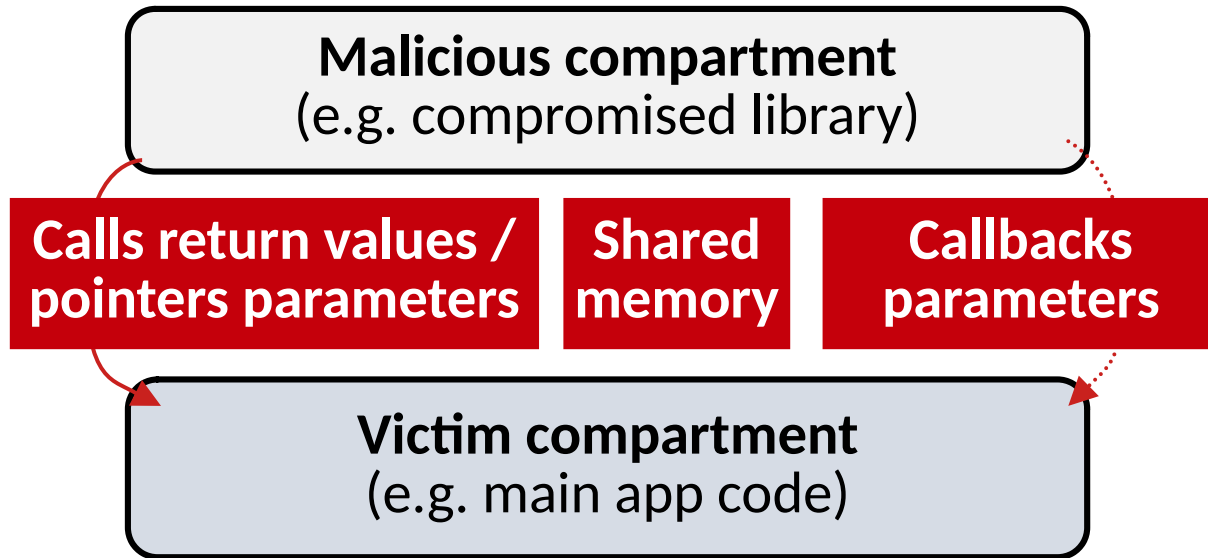 Malicious compartment
(e.g. compromised library)
Calls return values /
pointers parameters
Shared
memory
Callbacks
parameters
Victim compartment
(e.g. main app code)